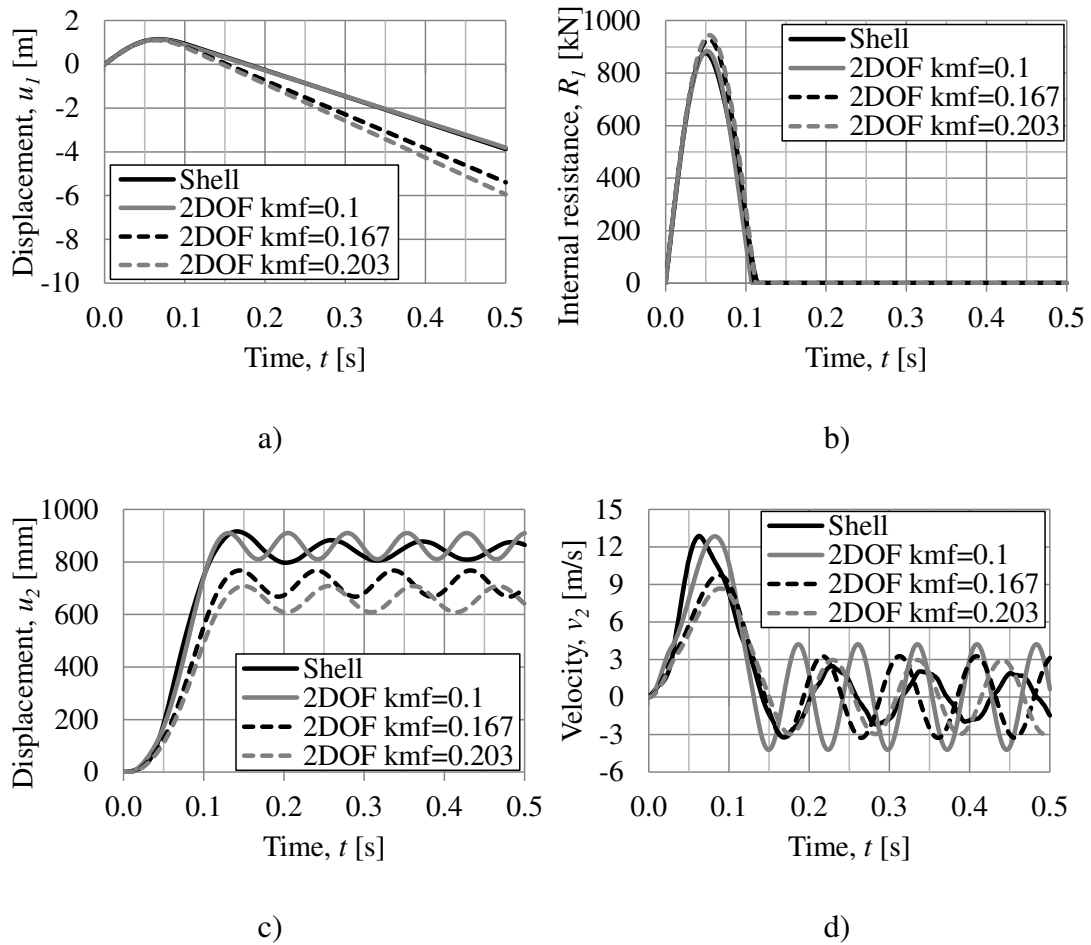 2
0
-2
-4
-6
-8
-10
Displacement, u1 [m]
Shell
2DOF kmf=0.1
2DOF kmf=0.167
2DOF kmf=0.203
0.0 0.1 0.2 0.3 0.4 0.5
Time, t [s]
a)
1000
800
600
400
200
0
Internal resistance, R1 [kN]
Shell
2DOF kmf=0.1
2DOF kmf=0.167
2DOF kmf=0.203
0.0 0.1 0.2 0.3 0.4 0.5
Time, t [s]
b)
1000
800
600
400
200
0
Displacement, u2 [mm]
Shell
2DOF kmf=0.1
2DOF kmf=0.167
2DOF kmf=0.203
0.0 0.1 0.2 0.3 0.4 0.5
Time, t [s]
c)
15
12
9
6
3
0
-3
-6
Velocity, v2 [m/s]
Shell
2DOF kmf=0.1
2DOF kmf=0.167
2DOF kmf=0.203
0.0 0.1 0.2 0.3 0.4 0.5
Time, t [s]
d)